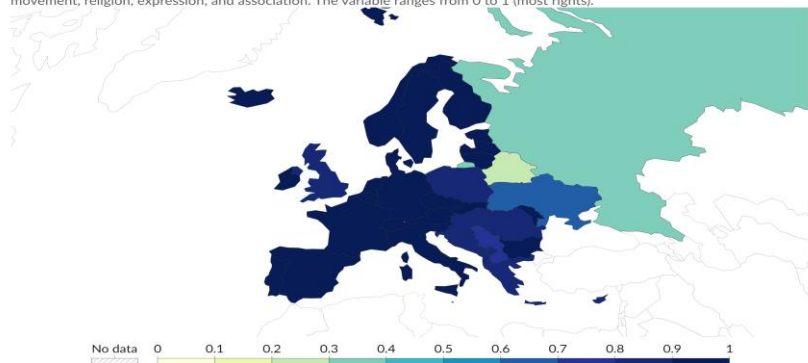 movement, religion, expression, and association. The variable ranges from 0 to 1 (most rights).
No data 0 0.1 0.2 0.3 0.4 0.5 0.6 0.7 0.8 0.9 1